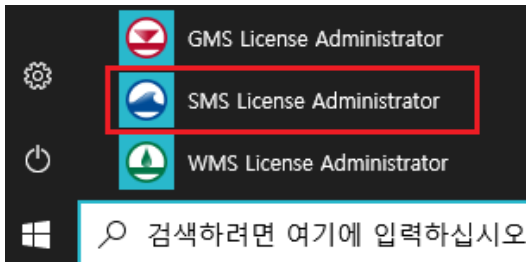 GMS License Administrator
SMS License Administrator
WMS License Administrator
검색하려면 여기에 입력하십시오